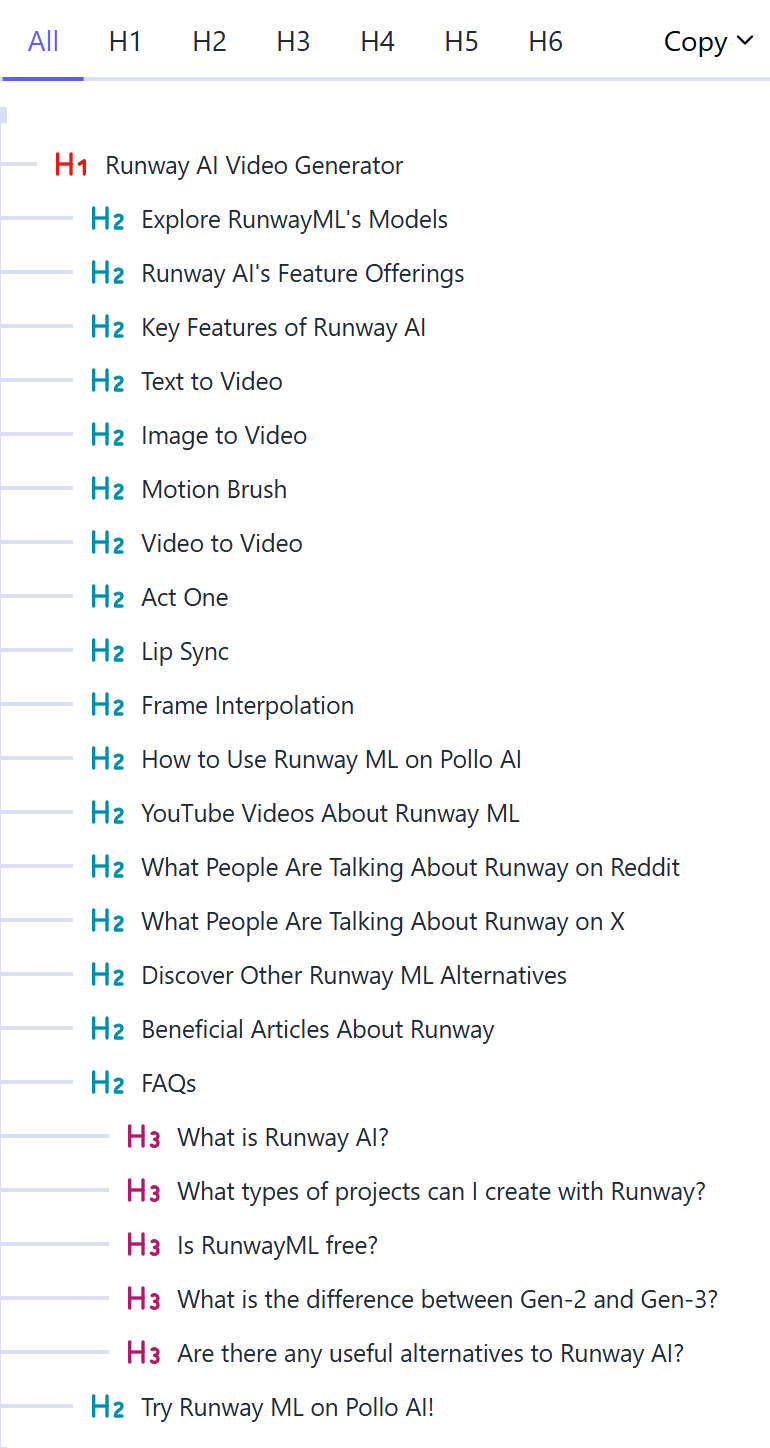 All H1 H2 H3 H4 H5 H6 Copy
H1 Runway AI Video Generator
H2 Explore RunwayML's Models
H2 Runway AI's Feature Offerings
H2 Key Features of Runway AI
H2 Text to Video
H2 Image to Video
H2 Motion Brush
H2 Video to Video
H2 Act One
H2 Lip Sync
H2 Frame Interpolation
H2 How to Use Runway ML on Pollo AI
H2 YouTube Videos About Runway ML
H2 What People Are Talking About Runway on Reddit
H2 What People Are Talking About Runway on X
H2 Discover Other Runway ML Alternatives
H2 Beneficial Articles About Runway
H2 FAQs
H3 What is Runway AI?
H3 What types of projects can I create with Runway?
H3 Is RunwayML free?
H3 What is the difference between Gen-2 and Gen-3?
H3 Are there any useful alternatives to Runway AI?
H2 Try Runway ML on Pollo AI!